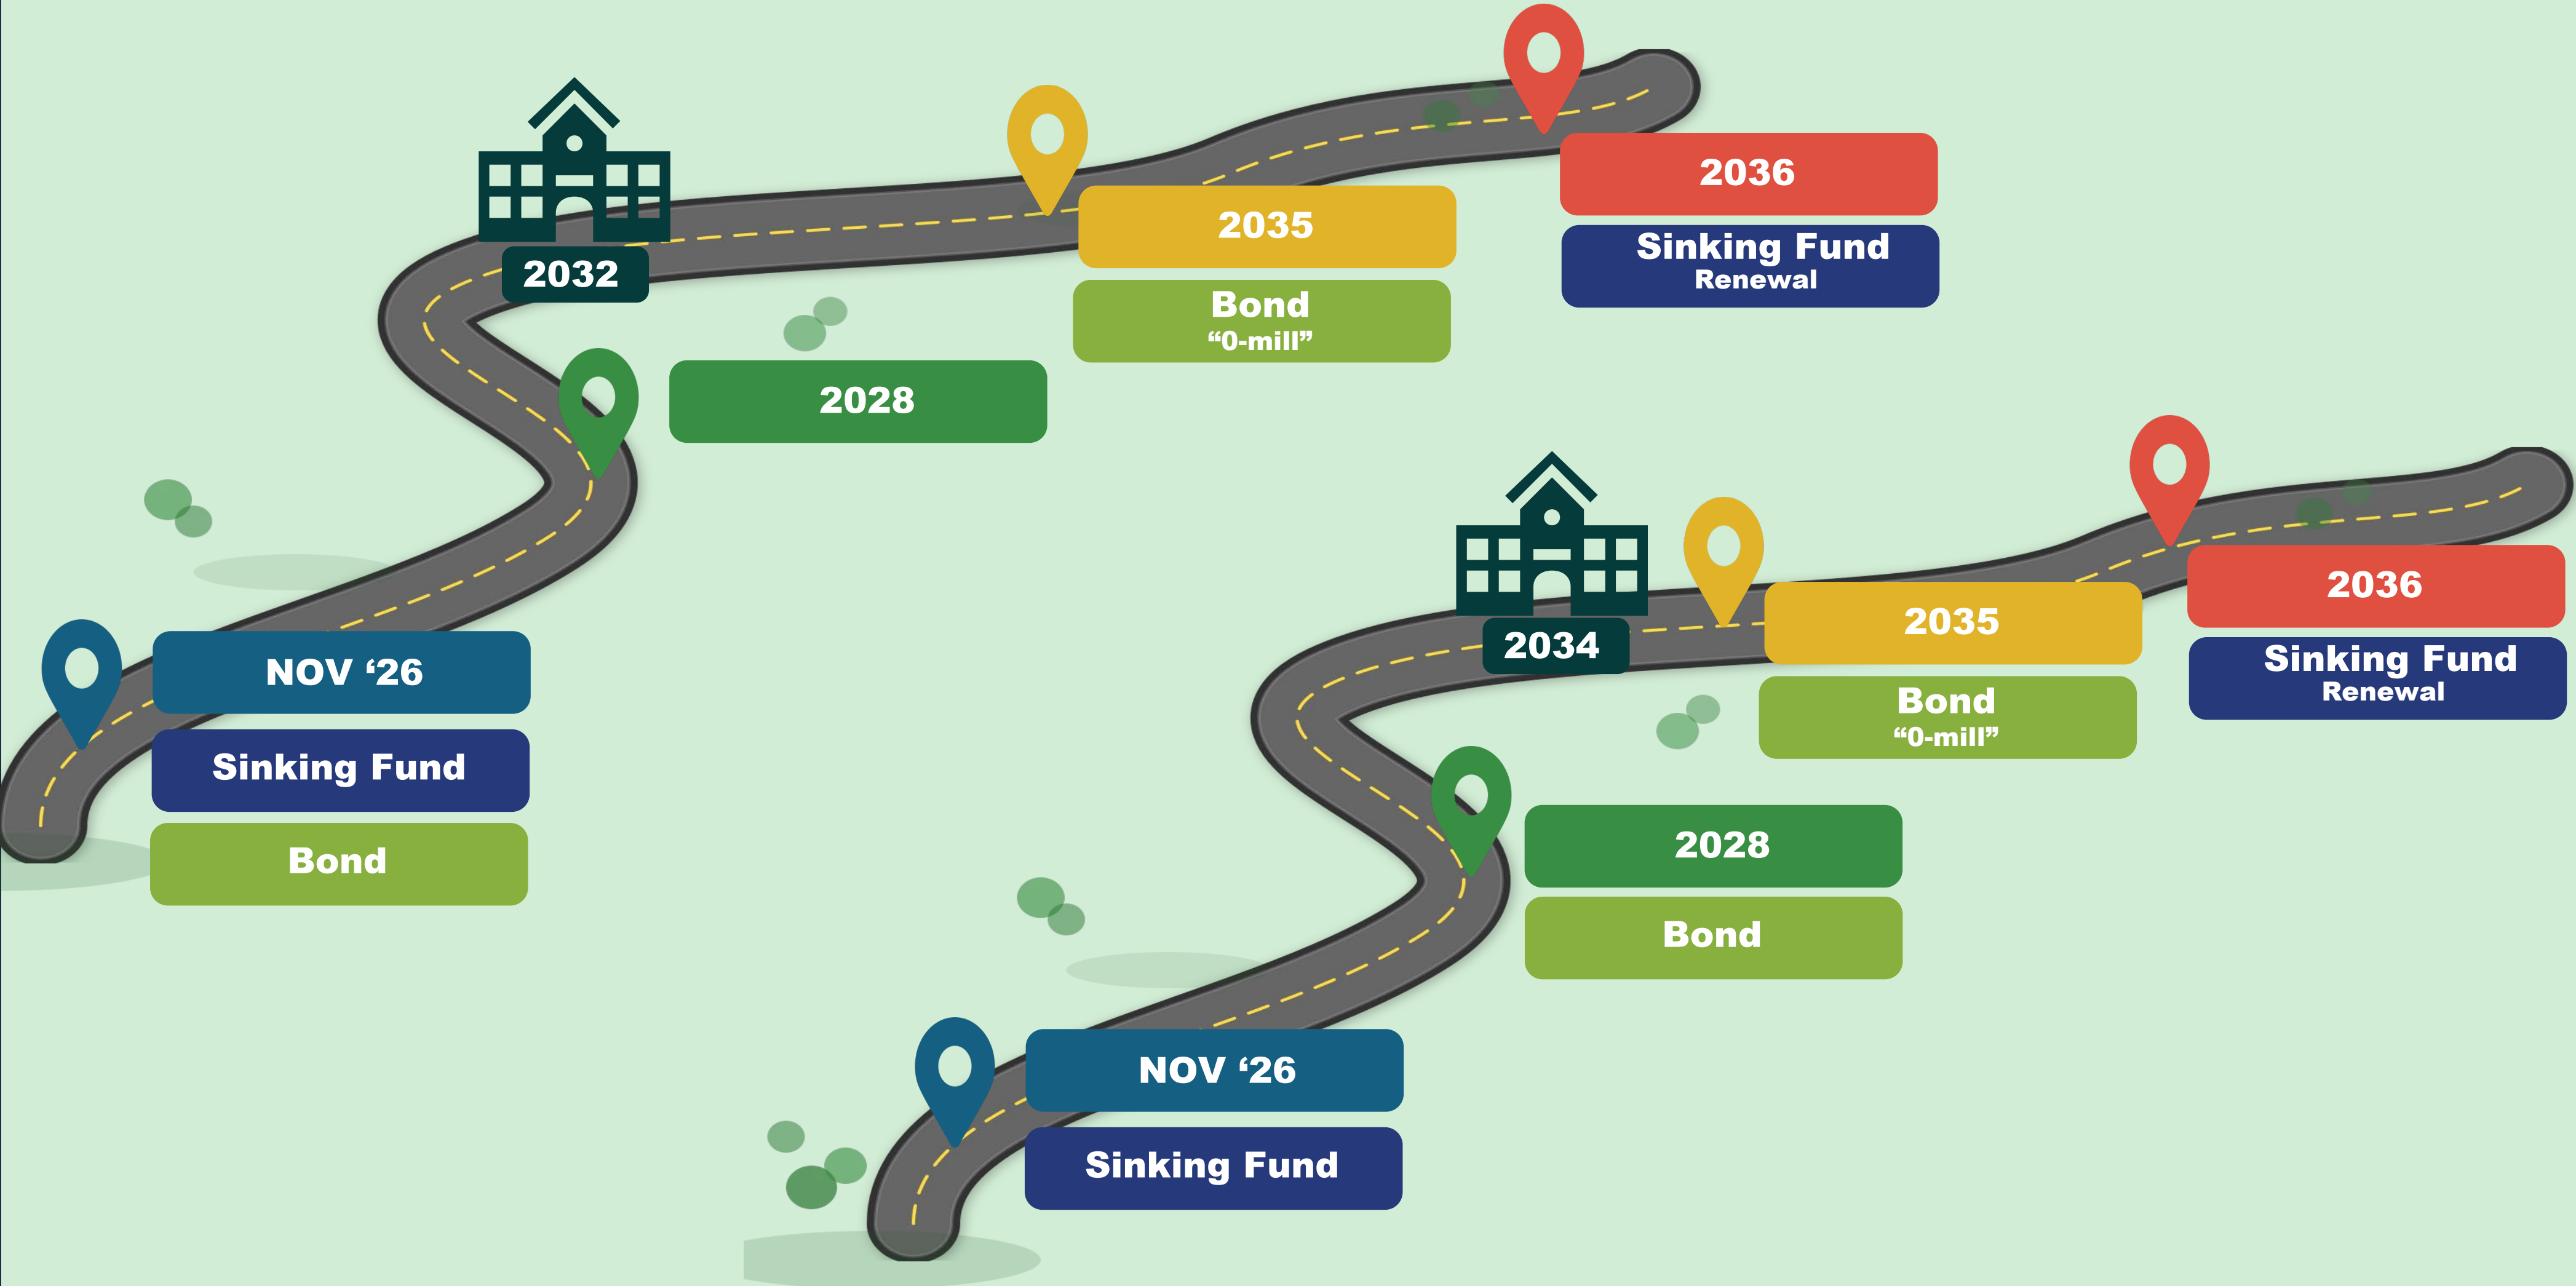 2036
Sinking Fund
Renewal
2035
Bond
“0-mill”
2032
2028
NOV ‘26
Sinking Fund
Bond
2036
Sinking Fund
Renewal
2035
Bond
“0-mill”
2034
2028
Bond
NOV ‘26
Sinking Fund